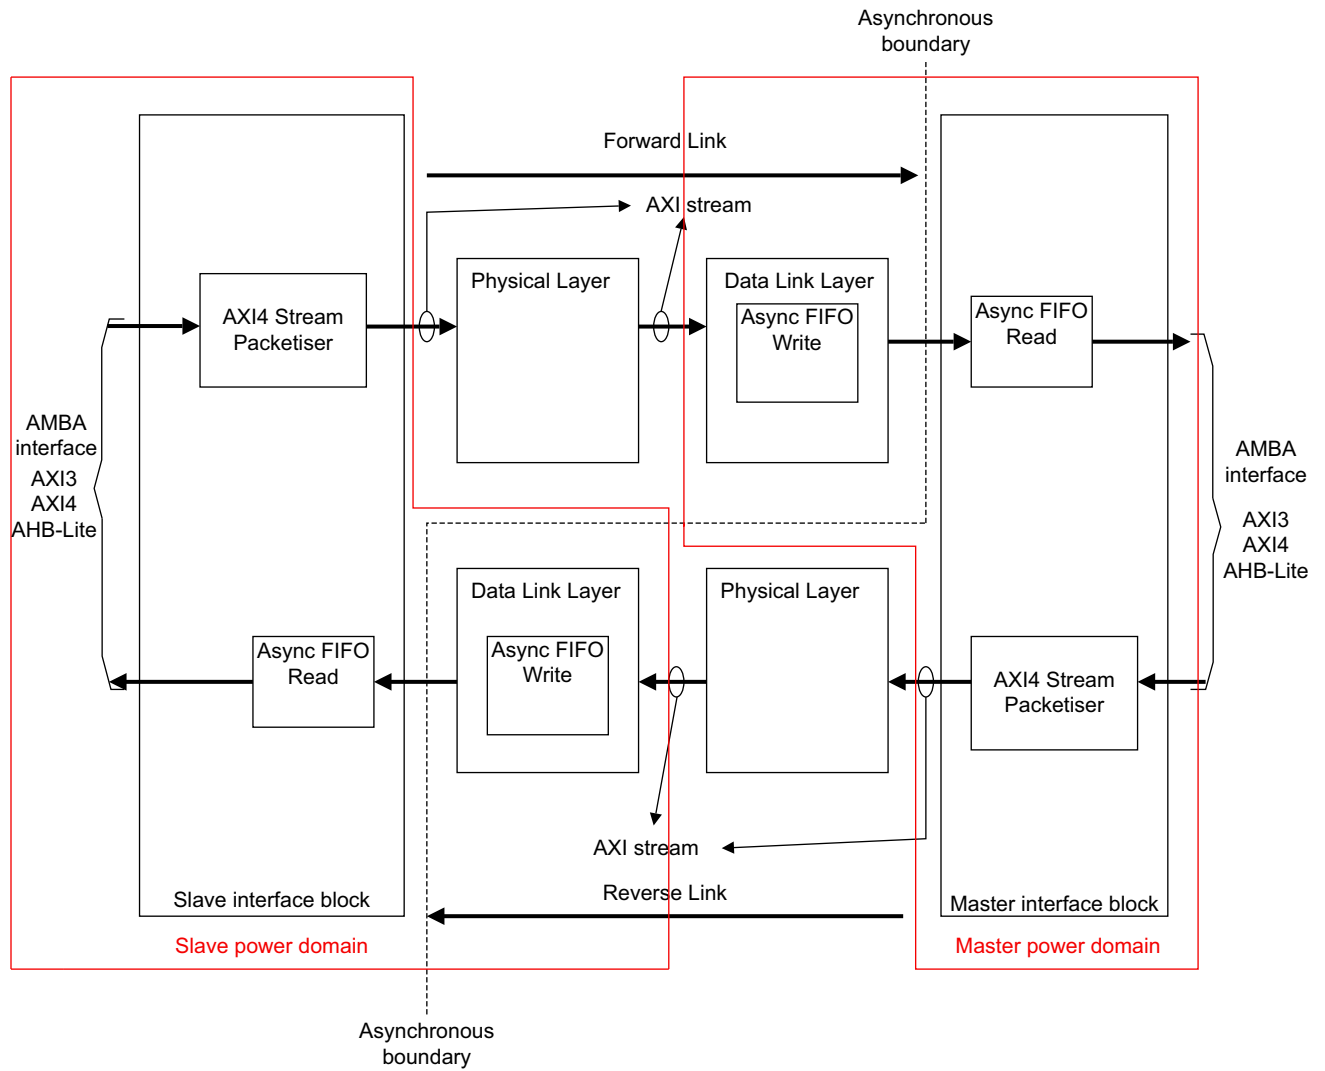 Asynchronous
boundary
Forward Link
AXI stream
Physical Layer
Data Link Layer
AXI4 Stream
Packetiser
Async FIFO
Write
Async FIFO
Read
AMBA
interface
AXI3
AXI4
AHB-Lite
AMBA
interface
AXI3
AXI4
AHB-Lite
Data Link Layer
Physical Layer
Async FIFO
Read
Async FIFO
Write
AXI4 Stream
Packetiser
AXI stream
Reverse Link
Slave interface block
Master interface block
Slave power domain
Master power domain
Asynchronous
boundary